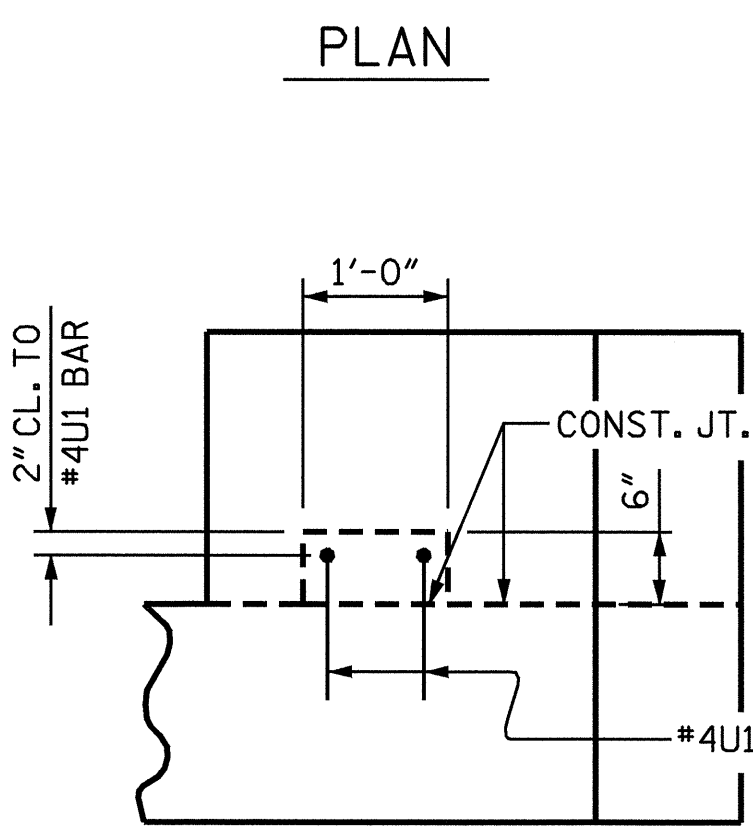 PLAN
1'-0"
2" CL. TO
#4U1 BAR
CONST. JT.
6"
#4U1